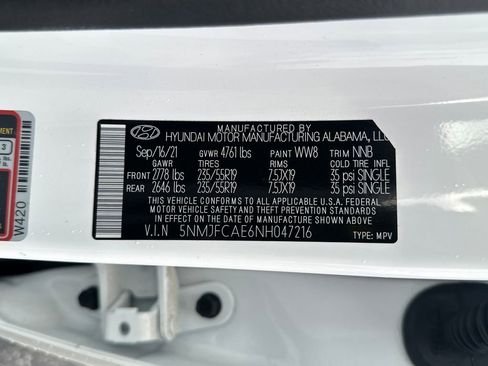 MANUFACTURED BY
HYUNDAI MOTOR MANUFACTURING ALABAMA, LLC
Sep/16/21 GVWR 4761 lbs PAINT WW8 TRIM NNB
GAWR TIRES RIMS COLD TIRE INFL
FRONT 2778 lbs 235/55R19 7.5JX19 35 psi SINGLE
REAR 2646 lbs 235/55R19 7.5JX19 35 psi SINGLE
THIS VEHICLE CONFORMS TO ALL APPLICABLE U.S.A. FEDERAL
MOTOR VEHICLE SAFETY, BUMPER, AND THEFT PREVENTION STANDARDS
IN EFFECT ON THE DATE OF MANUFACTURE SHOWN ABOVE.
V.I.N 5NMJFCAE6NH047216 TYPE: MPV
W420
3
lbs.